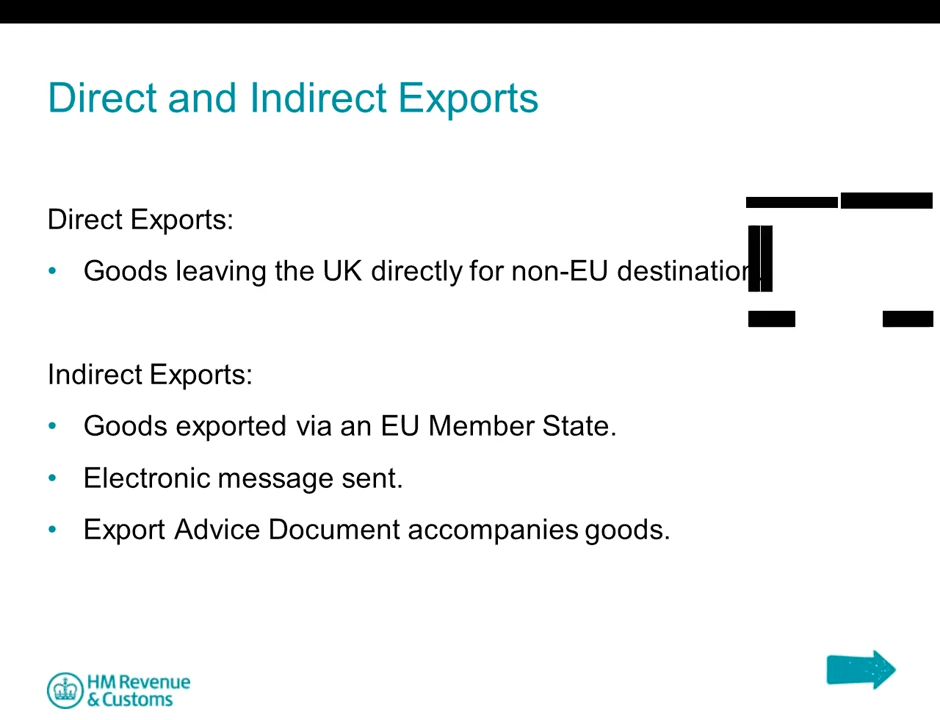 Direct and Indirect Exports
Direct Exports:
• Goods leaving the UK directly for non-EU
Indirect Exports:
• Goods exported via an EU Member State.
• Electronic message sent.
• Export Advice Document accompanies goods.
HM Revenue
& Customs